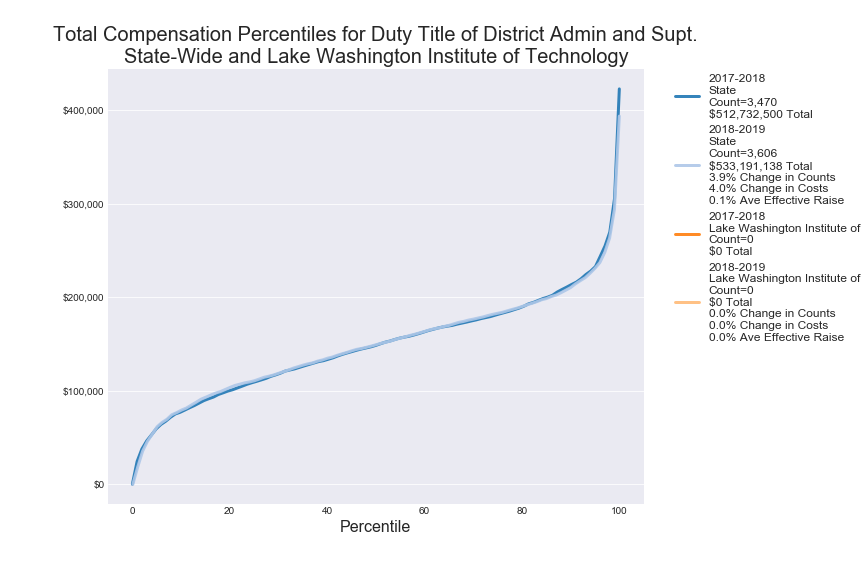 Total Compensation Percentiles for Duty Title of District Admin and Supt.
State-Wide and Lake Washington Institute of Technology
$400,000
$300,000
$200,000
$100,000
$0
0
20
40
60
80
100
Percentile
2017-2018
State
Count=3,470
$512,732,500 Total
2018-2019
State
Count=3,606
$533,191,138 Total
3.9% Change in Counts
4.0% Change in Costs
0.1% Ave Effective Raise
2017-2018
Lake Washington Institute of
Count=0
$0 Total
2018-2019
Lake Washington Institute of
Count=0
$0 Total
0.0% Change in Counts
0.0% Change in Costs
0.0% Ave Effective Raise